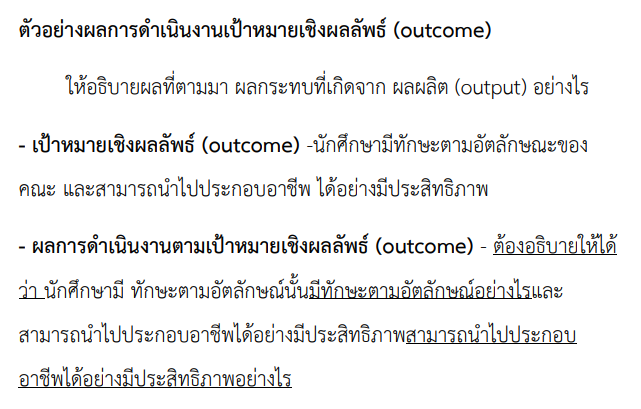 ตัวอย่างผลการดำเนินงานเป้าหมายเชิงผลลัพธ์ (outcome)
ให้อธิบายผลที่ตามมา ผลกระทบที่เกิดจาก ผลผลิต (output) อย่างไร
- เป้าหมายเชิงผลลัพธ์ (outcome) -นักศึกษามีทักษะตามอัตลักษณะของ
คณะ และสามารถนำไปประกอบอาชีพ ได้อย่างมีประสิทธิภาพ
- ผลการดำเนินงานตามเป้าหมายเชิงผลลัพธ์ (outcome) - ต้องอธิบายให้ได้
ว่า นักศึกษามี ทักษะตามอัตลักษณ์นั้นมีทักษะตามอัตลักษณ์อย่างไรและ
สามารถนำไปประกอบอาชีพได้อย่างมีประสิทธิภาพสามารถนำไปประกอบ
อาชีพได้อย่างมีประสิทธิภาพอย่างไร